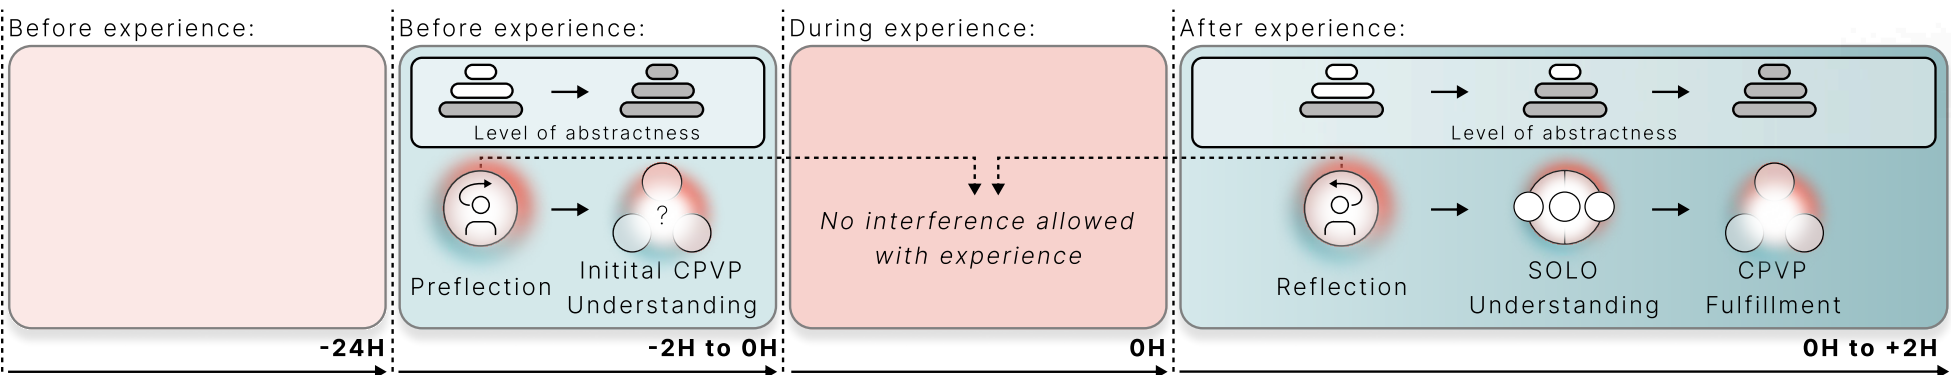 Before experience:
-24H
Before experience:
Level of abstractness
?
Preflection
Initital CPVP
Understanding
-2H to 0H
During experience:
No interference allowed
with experience
0H
After experience:
Level of abstractness
Reflection
SOLO
Understanding
CPVP
Fulfillment
0H to +2H